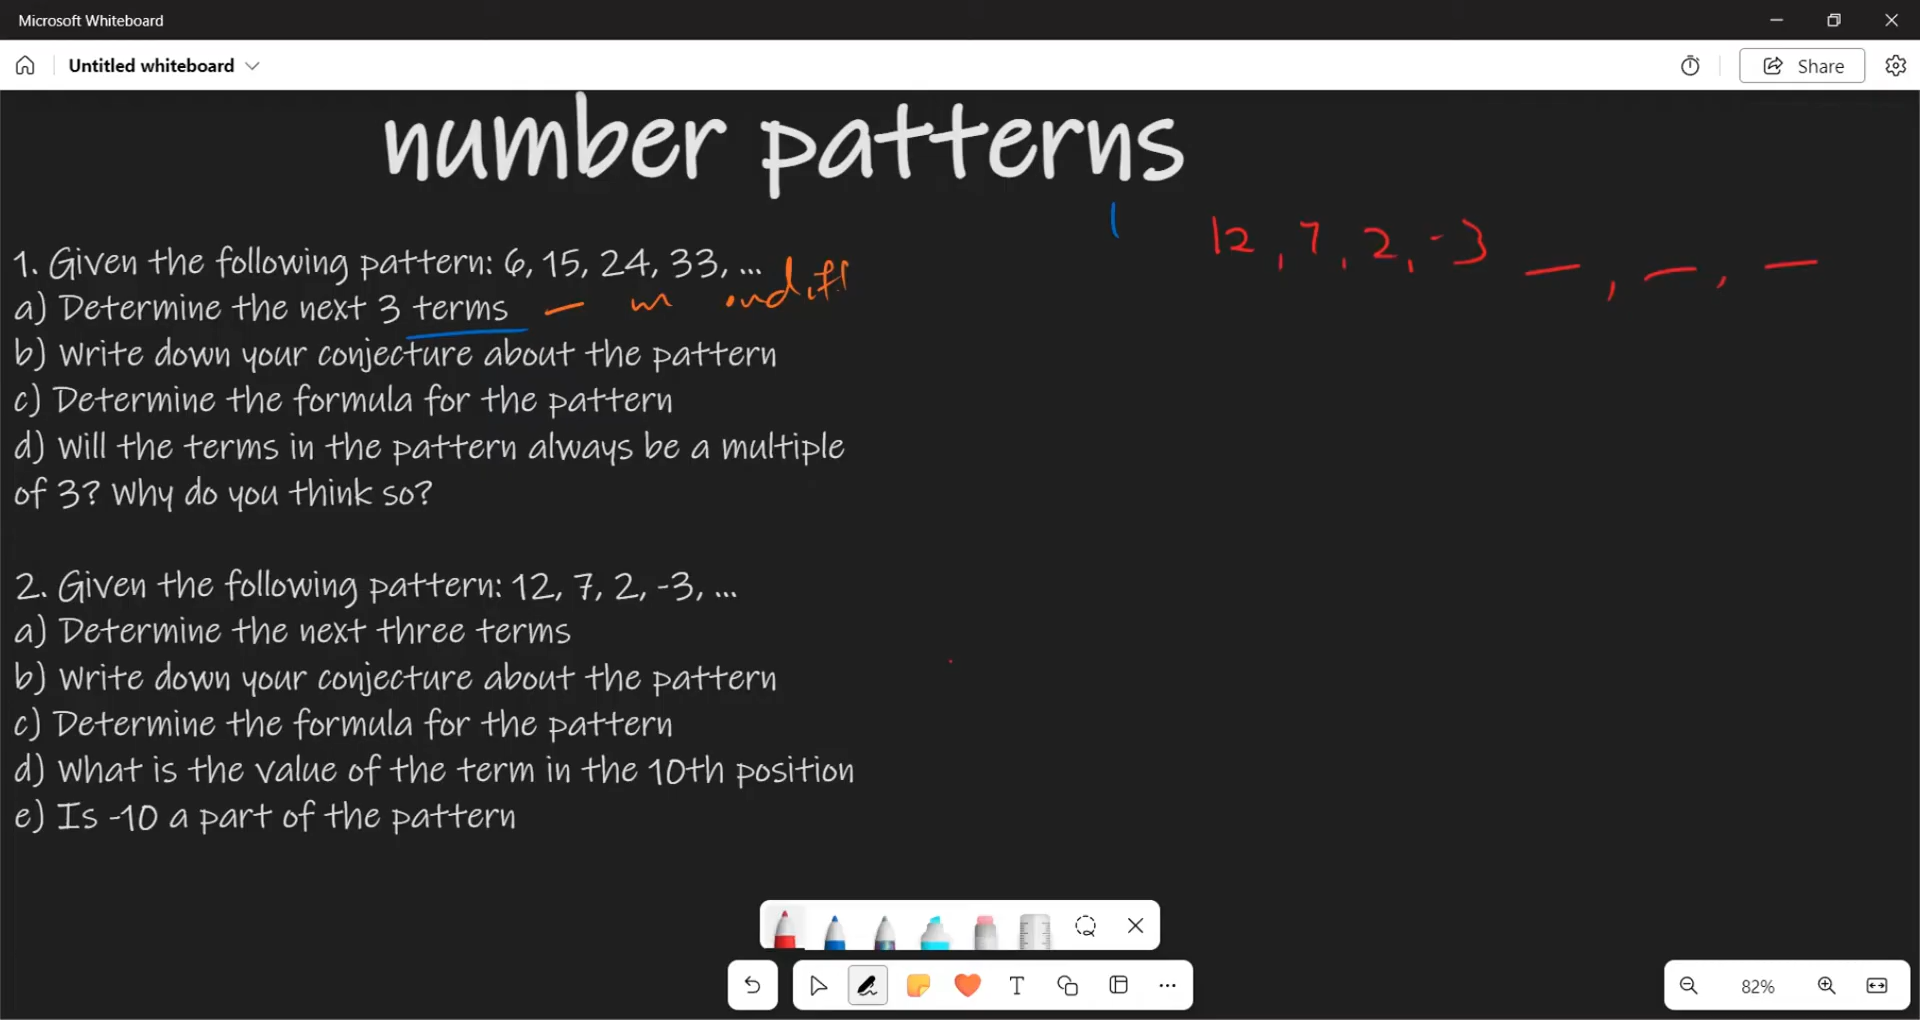 Microsoft Whiteboard
Untitled whiteboard
Share
number patterns
12, 7, 2, -3 _, _, _
1. Given the following pattern: 6, 15, 24, 33, ...
a) Determine the next 3 terms
b) Write down your conjecture about the pattern
c) Determine the formula for the pattern
d) Will the terms in the pattern always be a multiple
of 3? Why do you think so?
2. Given the following pattern: 12, 7, 2, -3, ...
a) Determine the next three terms
b) Write down your conjecture about the pattern
c) Determine the formula for the pattern
d) What is the value of the term in the 10th position
e) Is -10 a part of the pattern
82%